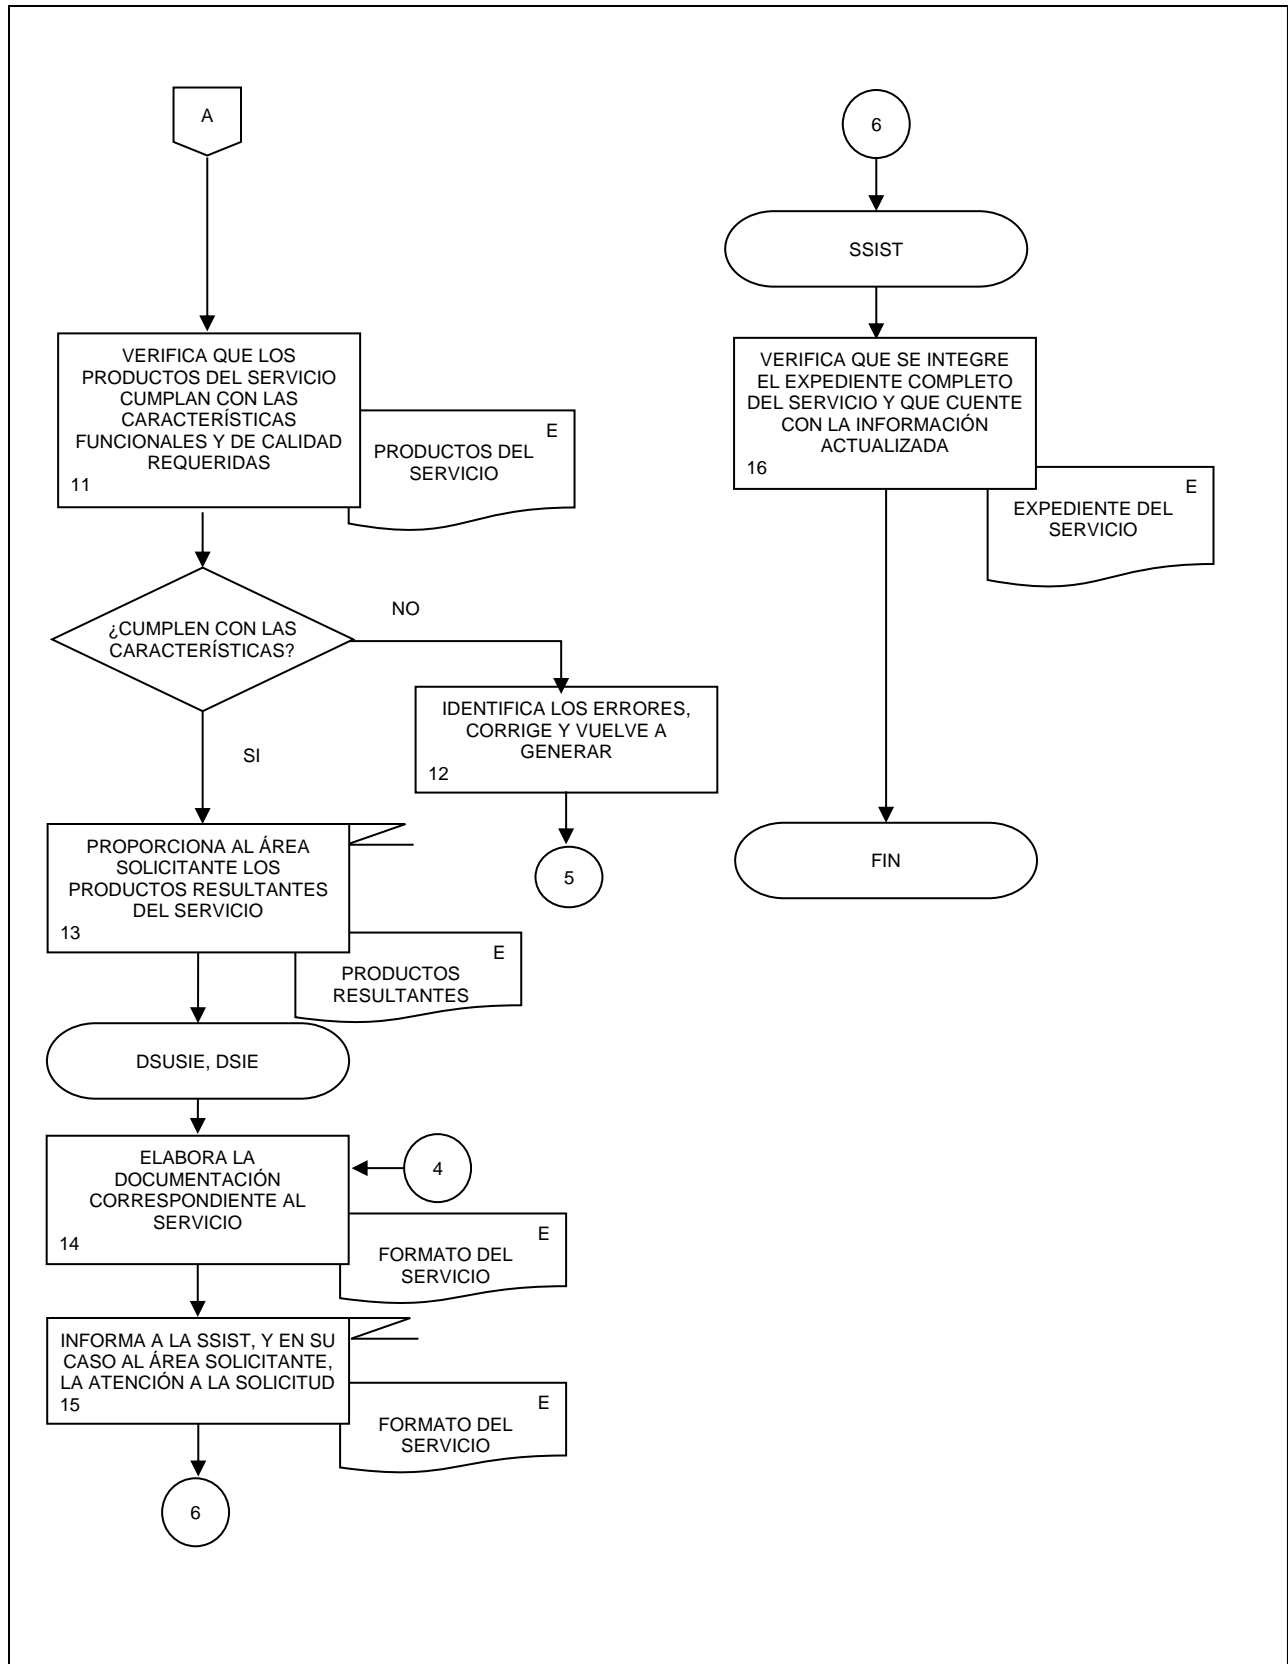 A
VERIFICA QUE LOS
PRODUCTOS DEL SERVICIO
CUMPLAN CON LAS
CARACTERÍSTICAS
FUNCIONALES Y DE CALIDAD
REQUERIDAS
11
E
PRODUCTOS DEL
SERVICIO
¿CUMPLEN CON LAS
CARACTERÍSTICAS?
NO
IDENTIFICA LOS ERRORES,
CORRIGE Y VUELVE A
GENERAR
12
5
SI
PROPORCIONA AL ÁREA
SOLICITANTE LOS
PRODUCTOS RESULTANTES
DEL SERVICIO
13
E
PRODUCTOS
RESULTANTES
DSUSIE, DSIE
ELABORA LA
DOCUMENTACIÓN
CORRESPONDIENTE AL
SERVICIO
14
4
E
FORMATO DEL
SERVICIO
INFORMA A LA SSIST, Y EN SU
CASO AL ÁREA SOLICITANTE,
LA ATENCIÓN A LA SOLICITUD
15
E
FORMATO DEL
SERVICIO
6
6
SSIST
VERIFICA QUE SE INTEGRE
EL EXPEDIENTE COMPLETO
DEL SERVICIO Y QUE CUENTE
CON LA INFORMACIÓN
ACTUALIZADA
16
E
EXPEDIENTE DEL
SERVICIO
FIN